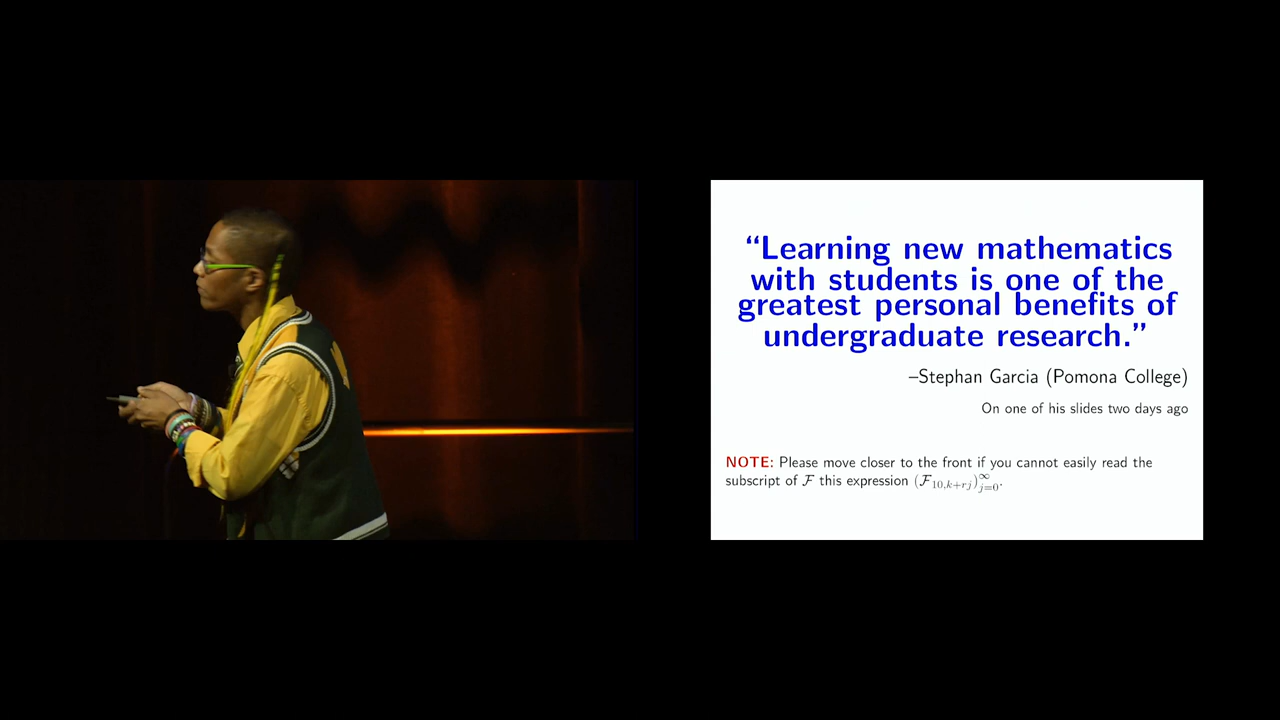 “Learning new mathematics
with students is one of the
greatest personal benefits of
undergraduate research.”
–Stephan Garcia (Pomona College)
On one of his slides two days ago
NOTE: Please move closer to the front if you cannot easily read the
subscript of ℱ this expression (ℱ₁₀,ₖ₊ᵣⱼ)∞j=0.